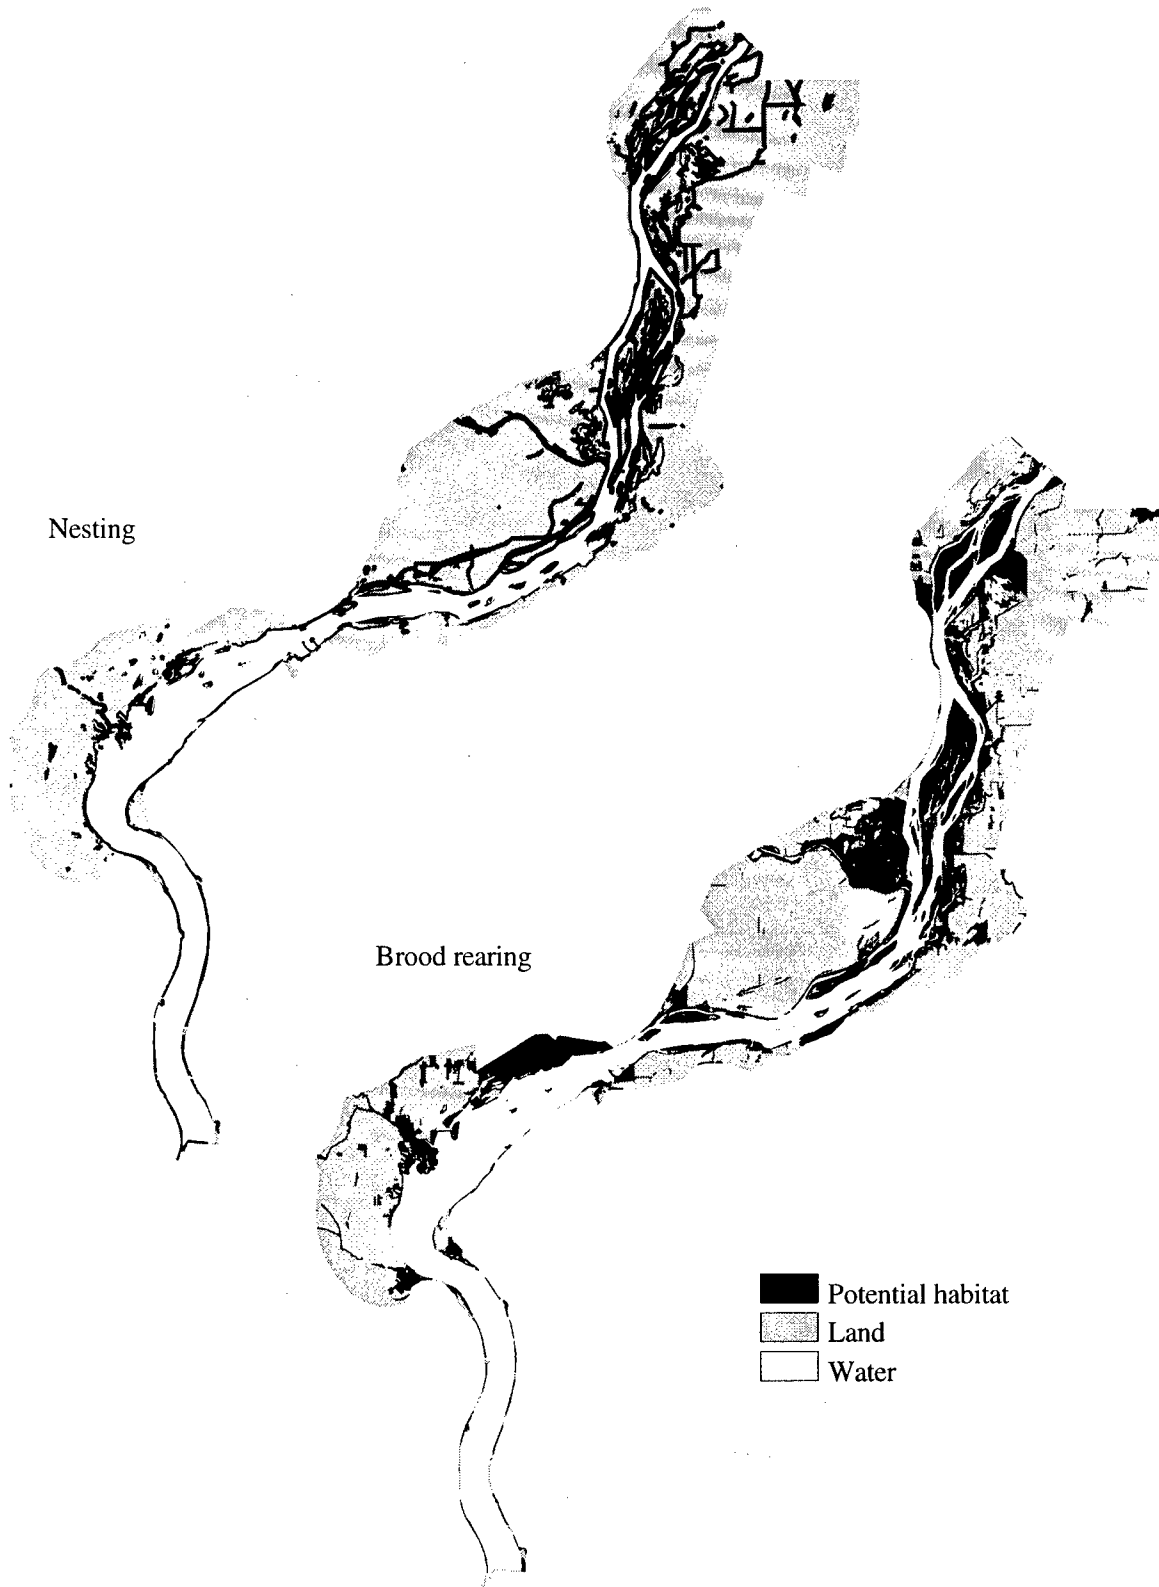 Nesting
Brood rearing
Potential habitat
Land
Water